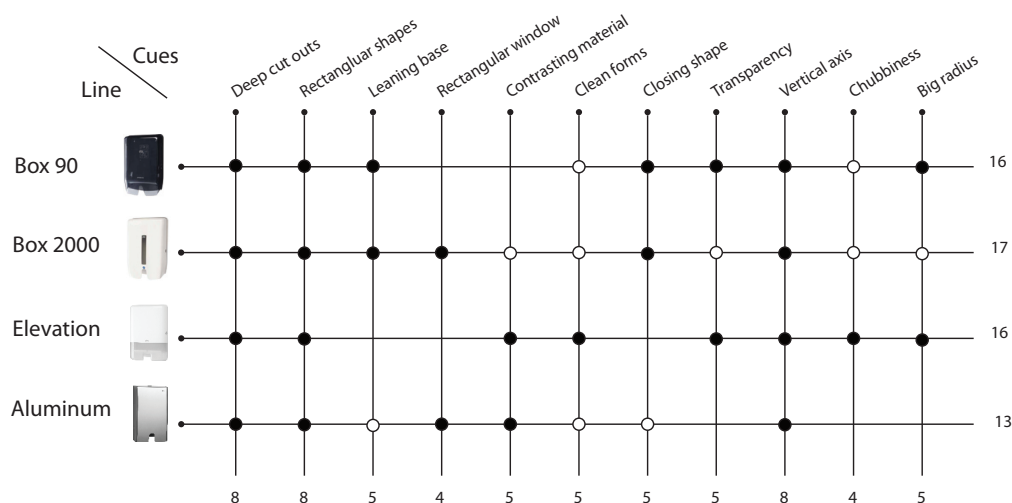 Cues
Line
Deep cut outs
Rectangluar shapes
Leaning base
Rectangular window
Contrasting material
Clean forms
Closing shape
Transparency
Vertical axis
Chubbiness
Big radius
Box 90
16
Box 2000
17
Elevation
16
Aluminum
13
8 8 5 4 5 5 5 5 8 4 5